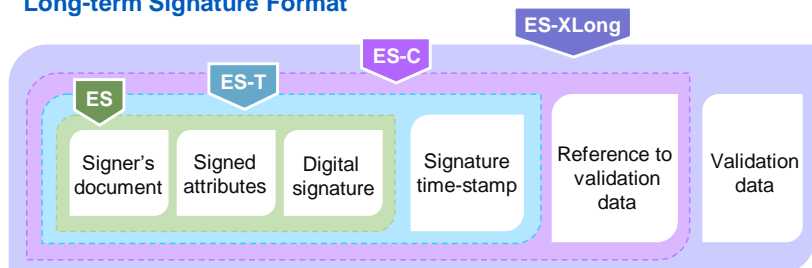 Long-term Signature Format
ES-XLong
ES-C
ES-T
ES
Signer's
document
Signed
attributes
Digital
signature
Signature
time-stamp
Reference to
validation
data
Validation
data